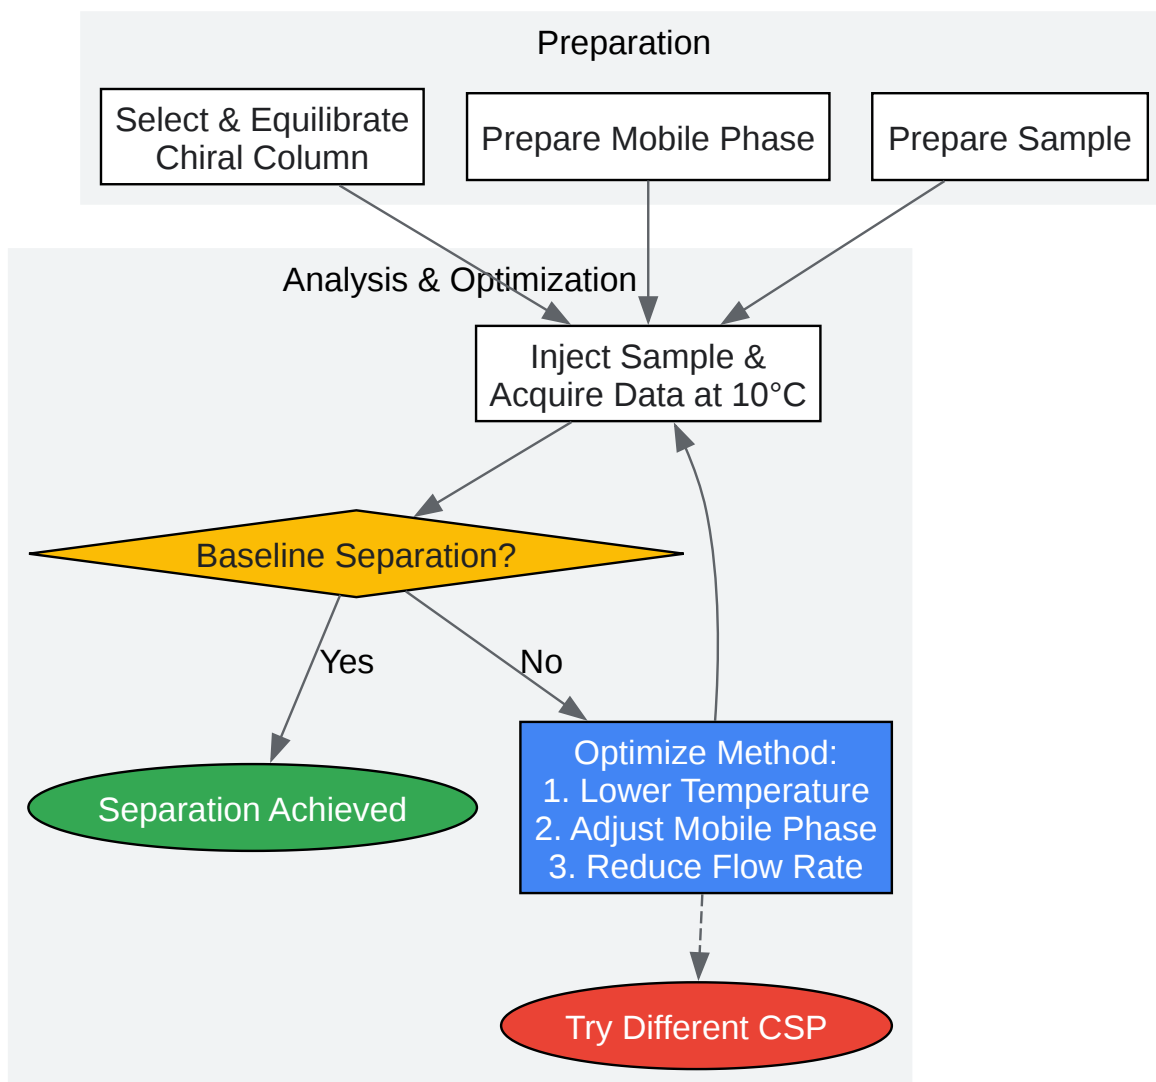 Preparation
Select & Equilibrate
Chiral Column
Prepare Mobile Phase
Prepare Sample
Analysis & Optimization
Inject Sample &
Acquire Data at 10°C
Baseline Separation?
Yes
No
Optimize Method:
1. Lower Temperature
2. Adjust Mobile Phase
3. Reduce Flow Rate
Separation Achieved
Try Different CSP